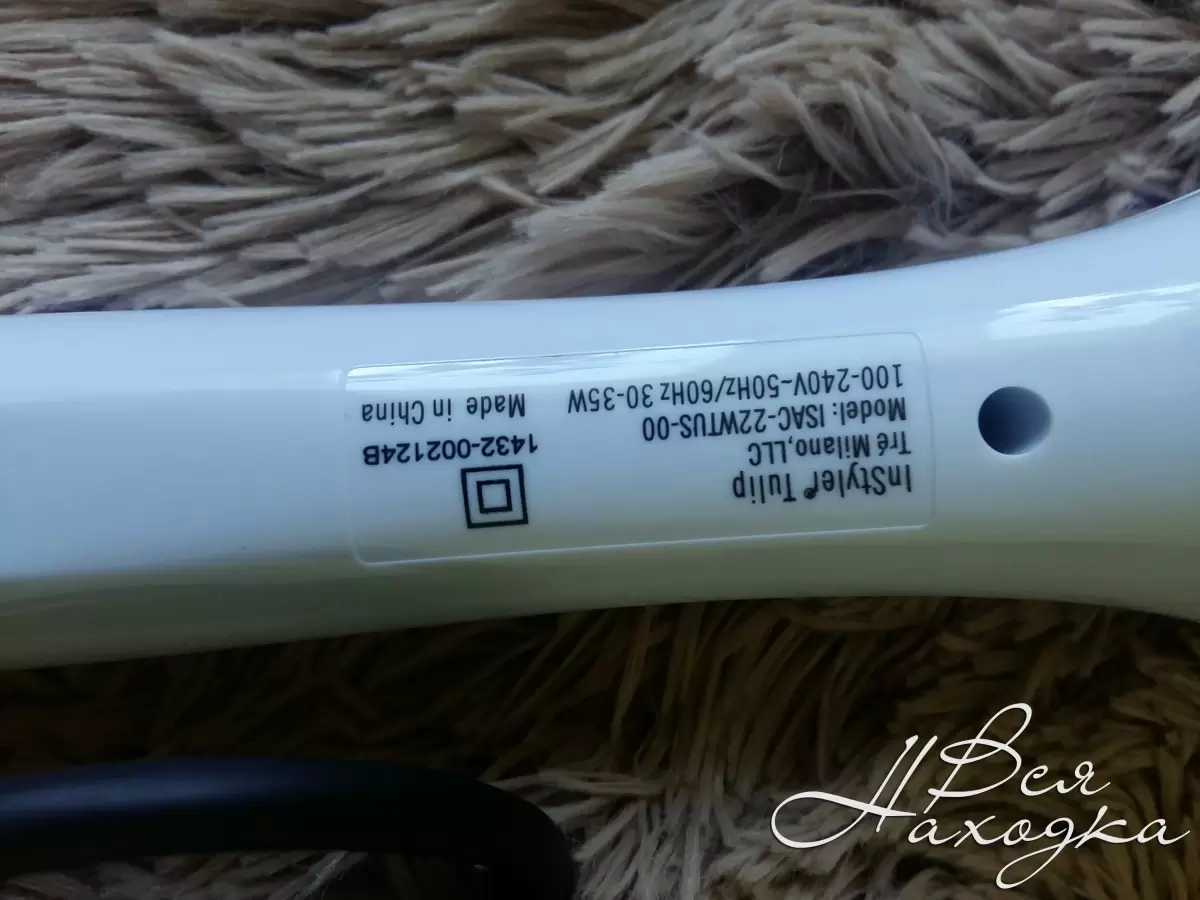 InStyler® Tulip
Tré Milano,LLC
Model: ISAC-22WTUS-00
100-240V~50Hz/60Hz 30-35W
1432-002124B
Made in China
Вся
Находка